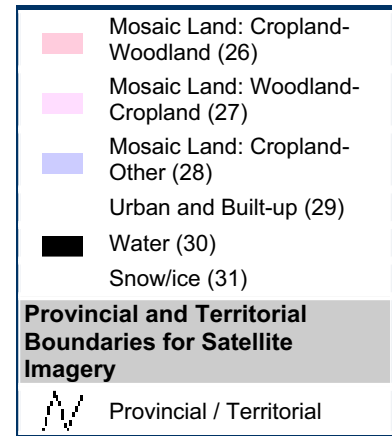 Mosaic Land: Cropland-
Woodland (26)
Mosaic Land: Woodland-
Cropland (27)
Mosaic Land: Cropland-
Other (28)
Urban and Built-up (29)
Water (30)
Snow/ice (31)
Provincial and Territorial
Boundaries for Satellite
Imagery
Provincial / Territorial